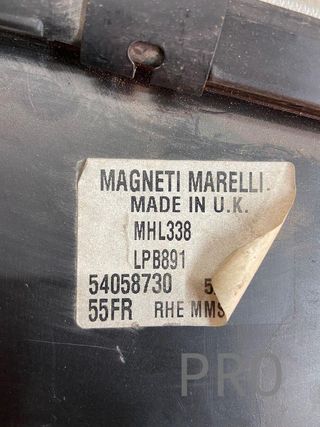 MAGNETI MARELLI
MADE IN U.K.
MHL338
LPB891
54058730
55FR RHE MMS
PRO